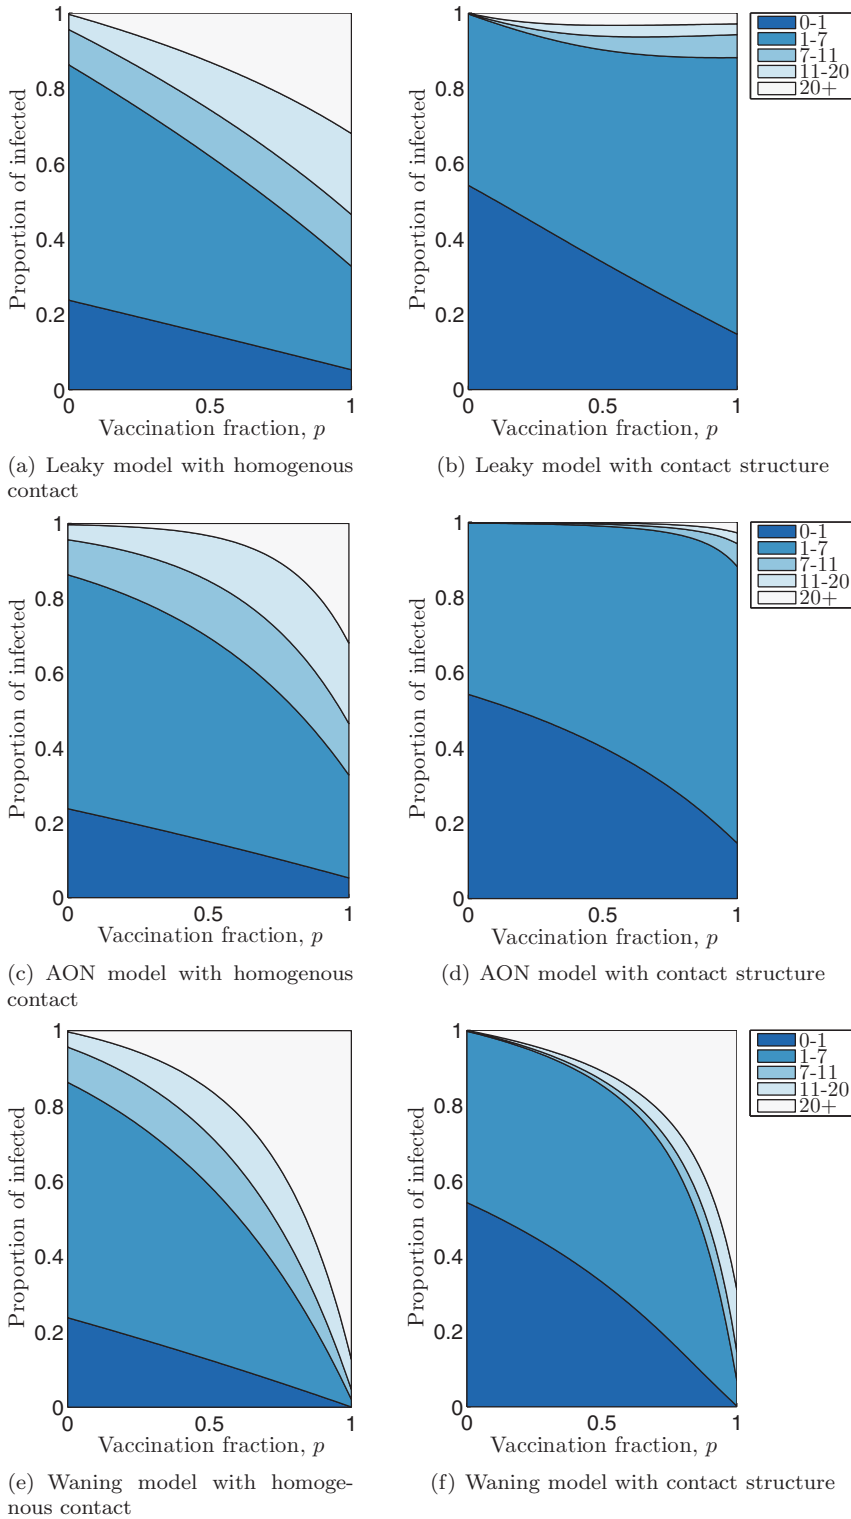 1
0.8
0.6
0.4
0.2
0
Proportion of infected
0 0.5 1
Vaccination fraction, p
(a) Leaky model with homogenous
contact
1
0.8
0.6
0.4
0.2
0
Proportion of infected
0 0.5 1
Vaccination fraction, p
0-1
1-7
7-11
11-20
20+
(b) Leaky model with contact structure
1
0.8
0.6
0.4
0.2
0
Proportion of infected
0 0.5 1
Vaccination fraction, p
(c) AON model with homogenous
contact
1
0.8
0.6
0.4
0.2
0
Proportion of infected
0 0.5 1
Vaccination fraction, p
0-1
1-7
7-11
11-20
20+
(d) AON model with contact structure
1
0.8
0.6
0.4
0.2
0
Proportion of infected
0 0.5 1
Vaccination fraction, p
(e) Waning model with homoge-
nous contact
1
0.8
0.6
0.4
0.2
0
Proportion of infected
0 0.5 1
Vaccination fraction, p
0-1
1-7
7-11
11-20
20+
(f) Waning model with contact structure